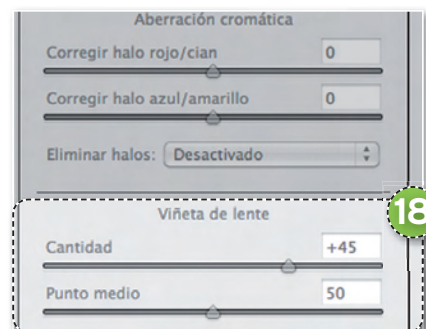 Aberración cromática
Corregir halo rojo/cian 0
Corregir halo azul/amarillo 0
Eliminar halos: Desactivado
18
Viñeta de lente
Cantidad +45
Punto medio 50